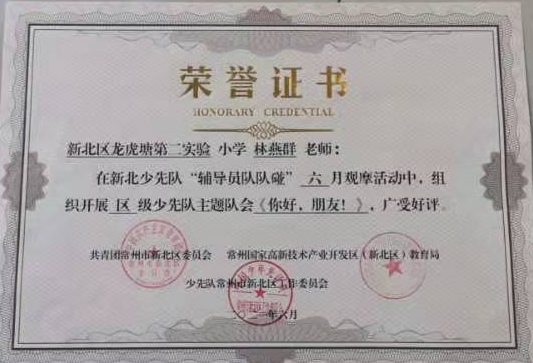 荣誉证书
HONORARY CREDENTIAL
新北区龙虎塘第二实验 小学 林燕群 老师：
在新北少先队“辅导员队队碰” 六 月观摩活动中，组
织开展 区 级少先队主题队会《你好，朋友！》，广受好评。
共青团常州市新北区委员会 常州国家高新技术产业开发区（新北区）教育局
少先队常州市新北区工作委员会
二〇二一年六月